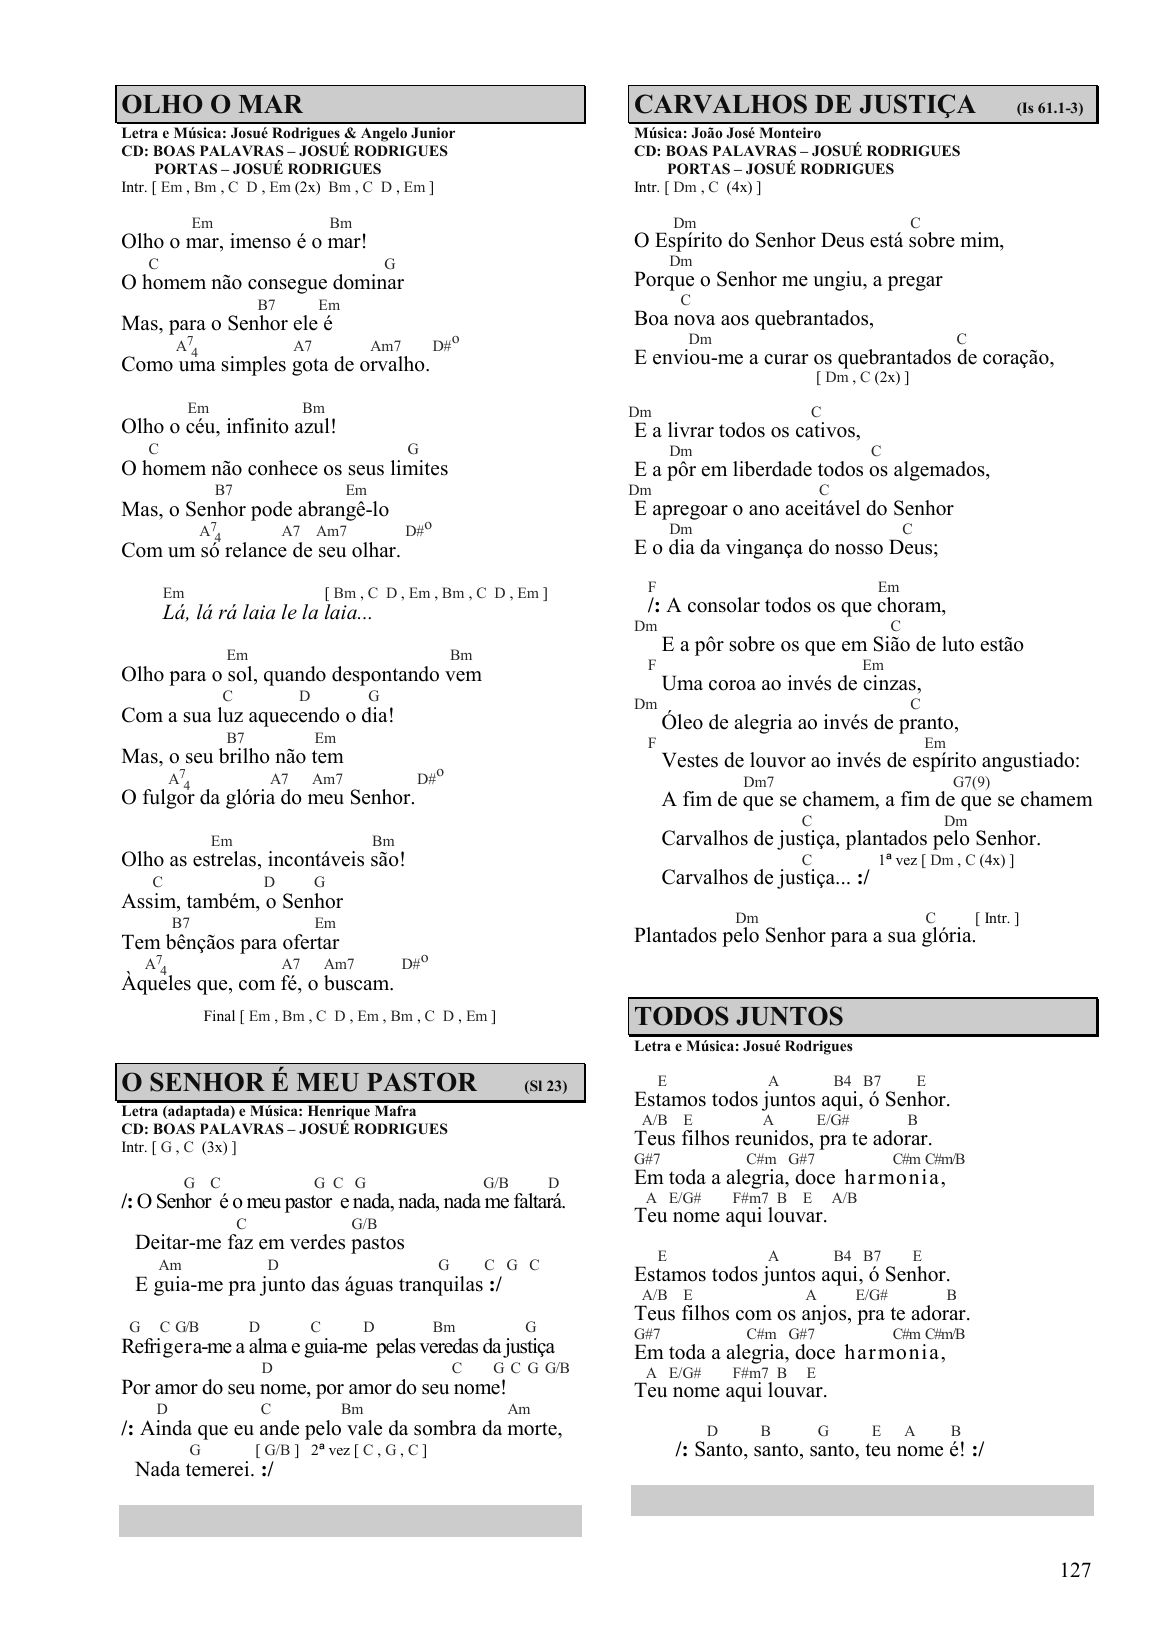 OLHO O MAR
Letra e Música: Josué Rodrigues & Angelo Junior
CD: BOAS PALAVRAS – JOSUÉ RODRIGUES
PORTAS – JOSUÉ RODRIGUES
Intr. [ Em , Bm , C D , Em (2x) Bm , C D , Em ]
Em Bm
Olho o mar, imenso é o mar!
C G
O homem não consegue dominar
B7 Em
Mas, para o Senhor ele é
A7 4 A7 Am7 D#º
Como uma simples gota de orvalho.
Em Bm
Olho o céu, infinito azul!
C G
O homem não conhece os seus limites
B7 Em
Mas, o Senhor pode abrangê-lo
A7 4 A7 Am7 D#º
Com um só relance de seu olhar.
Em [ Bm , C D , Em , Bm , C D , Em ]
Lá, lá rá laia le la laia...
Em Bm
Olho para o sol, quando despontando vem
C D G
Com a sua luz aquecendo o dia!
B7 Em
Mas, o seu brilho não tem
A7 4 A7 Am7 D#º
O fulgor da glória do meu Senhor.
Em Bm
Olho as estrelas, incontáveis são!
C D G
Assim, também, o Senhor
B7 Em
Tem bênçãos para ofertar
A7 4 A7 Am7 D#º
Àqueles que, com fé, o buscam.
Final [ Em , Bm , C D , Em , Bm , C D , Em ]
O SENHOR É MEU PASTOR (Sl 23)
Letra (adaptada) e Música: Henrique Mafra
CD: BOAS PALAVRAS – JOSUÉ RODRIGUES
Intr. [ G , C (3x) ]
G C G C G G/B D
/: O Senhor é o meu pastor e nada, nada, nada me faltará.
C G/B
Deitar-me faz em verdes pastos
Am D G C G C
E guia-me pra junto das águas tranquilas :/
G C G/B D C D Bm G
Refrigera-me a alma e guia-me pelas veredas da justiça
D C G C G G/B
Por amor do seu nome, por amor do seu nome!
D C Bm Am
/: Ainda que eu ande pelo vale da sombra da morte,
G [ G/B ] 2ª vez [ C , G , C ]
Nada temerei. :/
CARVALHOS DE JUSTIÇA (Is 61.1-3)
Música: João José Monteiro
CD: BOAS PALAVRAS – JOSUÉ RODRIGUES
PORTAS – JOSUÉ RODRIGUES
Intr. [ Dm , C (4x) ]
Dm C
O Espírito do Senhor Deus está sobre mim,
Dm
Porque o Senhor me ungiu, a pregar
C
Boa nova aos quebrantados,
Dm C
E enviou-me a curar os quebrantados de coração,
[ Dm , C (2x) ]
Dm C
E a livrar todos os cativos,
Dm C
E a pôr em liberdade todos os algemados,
Dm C
E apregoar o ano aceitável do Senhor
Dm C
E o dia da vingança do nosso Deus;
F Em
/: A consolar todos os que choram,
Dm C
E a pôr sobre os que em Sião de luto estão
F Em
Uma coroa ao invés de cinzas,
Dm C
Óleo de alegria ao invés de pranto,
F Em
Vestes de louvor ao invés de espírito angustiado:
Dm7 G7(9)
A fim de que se chamem, a fim de que se chamem
C Dm
Carvalhos de justiça, plantados pelo Senhor.
C 1ª vez [ Dm , C (4x) ]
Carvalhos de justiça... :/
Dm C [ Intr. ]
Plantados pelo Senhor para a sua glória.
TODOS JUNTOS
Letra e Música: Josué Rodrigues
E A B4 B7 E
Estamos todos juntos aqui, ó Senhor.
A/B E A E/G# B
Teus filhos reunidos, pra te adorar.
G#7 C#m G#7 C#m C#m/B
Em toda a alegria, doce harmonia,
A E/G# F#m7 B E A/B
Teu nome aqui louvar.
E A B4 B7 E
Estamos todos juntos aqui, ó Senhor.
A/B E A E/G# B
Teus filhos com os anjos, pra te adorar.
G#7 C#m G#7 C#m C#m/B
Em toda a alegria, doce harmonia,
A E/G# F#m7 B E
Teu nome aqui louvar.
D B G E A B
/: Santo, santo, santo, teu nome é! :/
127